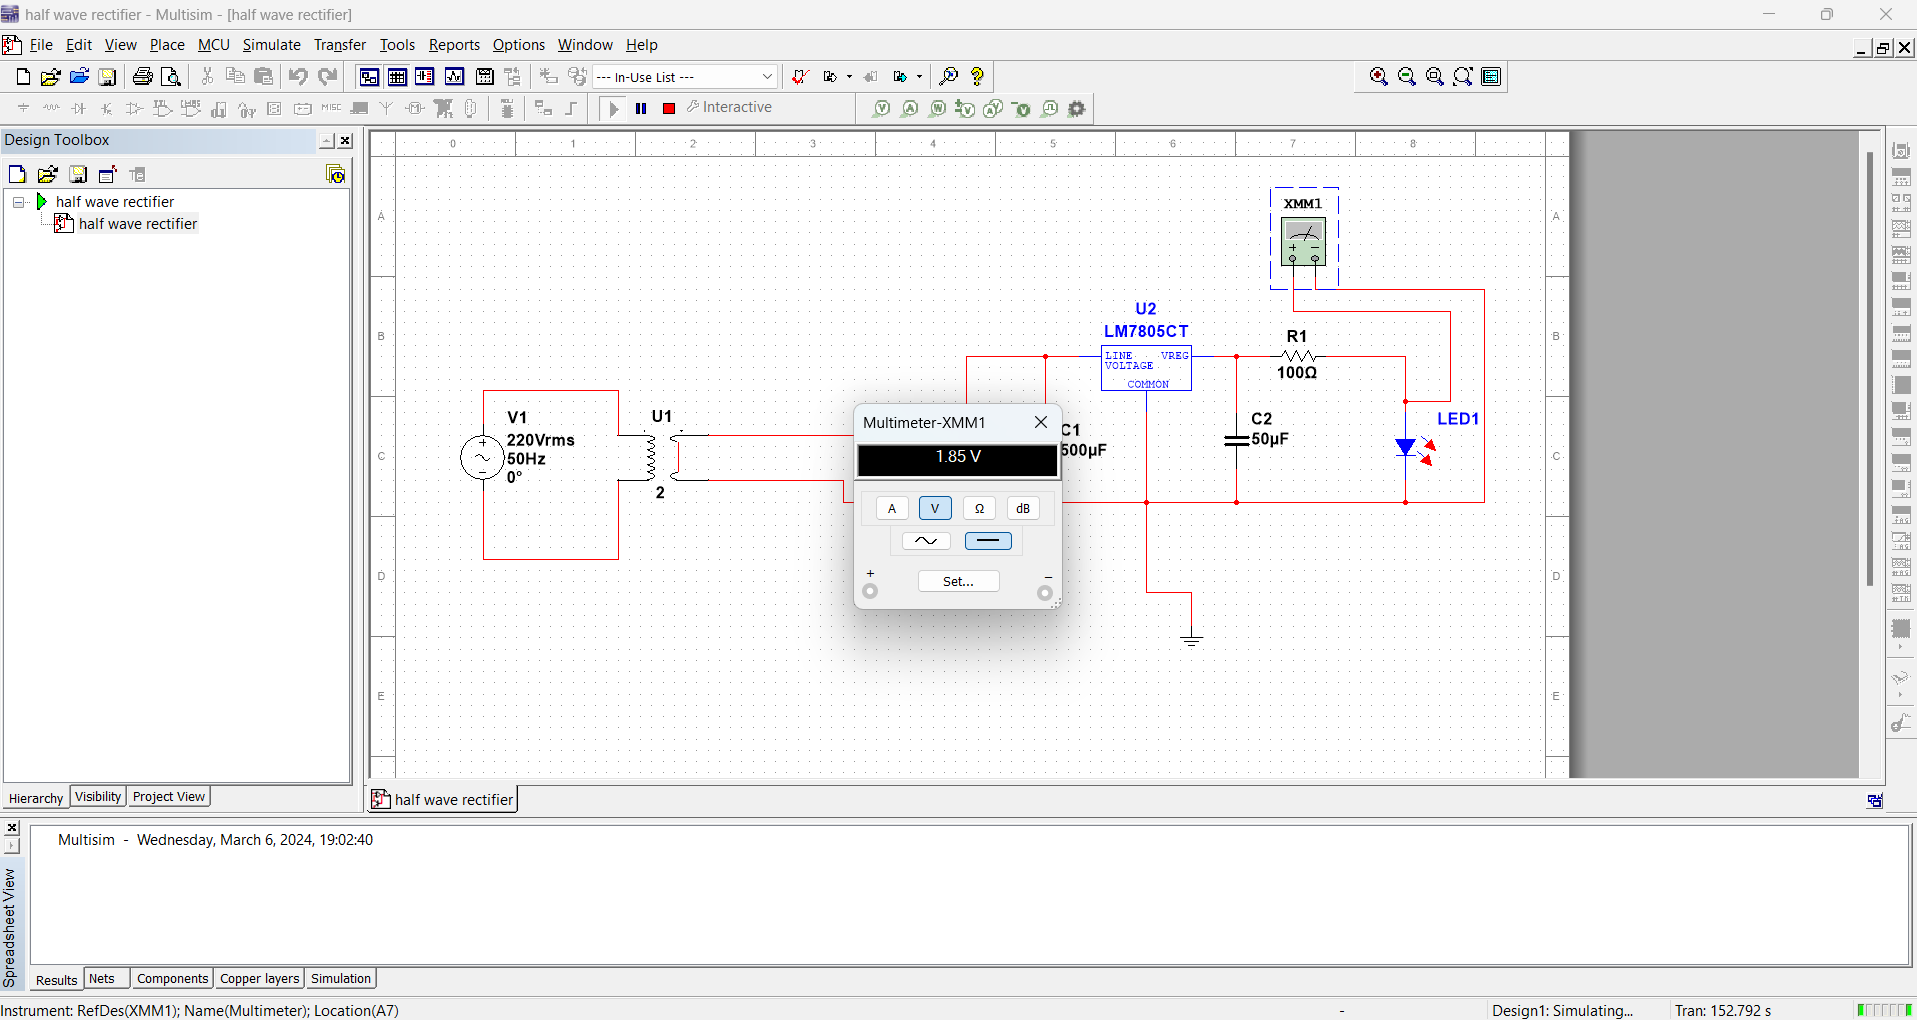 half wave rectifier - Multisim - [half wave rectifier]
File Edit View Place MCU Simulate Transfer Tools Reports Options Window Help
--- In-Use List ---
MISC
Interactive
Design Toolbox
half wave rectifier
half wave rectifier
0 1 2 3 4 5 6 7 8
A
B
C
D
E
A
B
C
D
E
XMM1
U2
LM7805CT
LINE VREG
VOLTAGE
COMMON
R1
100Ω
V1
220Vrms
50Hz
0°
U1
2
C1
500µF
C2
50µF
LED1
Multimeter-XMM1
1.85 V
A V Ω dB
+ −
Set...
Hierarchy Visibility Project View
half wave rectifier
Spreadsheet View
Multisim - Wednesday, March 6, 2024, 19:02:40
Results Nets Components Copper layers Simulation
Instrument: RefDes(XMM1); Name(Multimeter); Location(A7)
-
Design1: Simulating...
Tran: 152.792 s